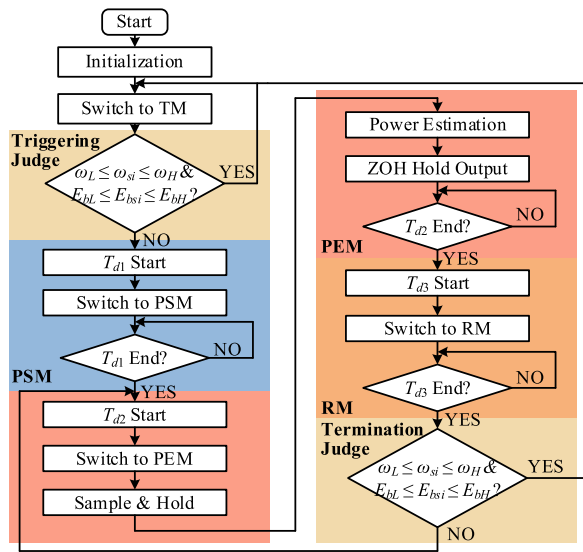 Start
Initialization
Switch to TM
Triggering
Judge
ω_L ≤ ω_si ≤ ω_H &
E_bL ≤ E_bsi ≤ E_bH?
YES
NO
T_d1 Start
Switch to PSM
T_d1 End?
NO
PSM
YES
T_d2 Start
Switch to PEM
Sample & Hold
Power Estimation
ZOH Hold Output
T_d2 End?
NO
PEM
YES
T_d3 Start
Switch to RM
T_d3 End?
NO
RM
YES
Termination
Judge
ω_L ≤ ω_si ≤ ω_H &
E_bL ≤ E_bsi ≤ E_bH?
YES
NO